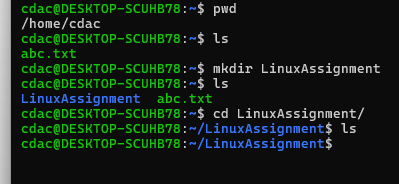 cdac@DESKTOP-SCUHB78:~$ pwd
/home/cdac
cdac@DESKTOP-SCUHB78:~$ ls
abc.txt
cdac@DESKTOP-SCUHB78:~$ mkdir LinuxAssignment
cdac@DESKTOP-SCUHB78:~$ ls
LinuxAssignment  abc.txt
cdac@DESKTOP-SCUHB78:~$ cd LinuxAssignment/
cdac@DESKTOP-SCUHB78:~/LinuxAssignment$ ls
cdac@DESKTOP-SCUHB78:~/LinuxAssignment$